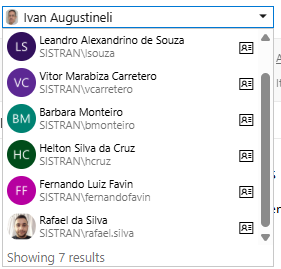 Ivan Augustineli
LS Leandro Alexandrino de Souza
SISTRAN\lsouza
VC Vitor Marabiza Carretero
SISTRAN\vcarretero
BM Barbara Monteiro
SISTRAN\bmonteiro
HC Helton Silva da Cruz
SISTRAN\hcruz
FF Fernando Luiz Favin
SISTRAN\fernandofavin
Rafael da Silva
SISTRAN\rafael.silva
Showing 7 results